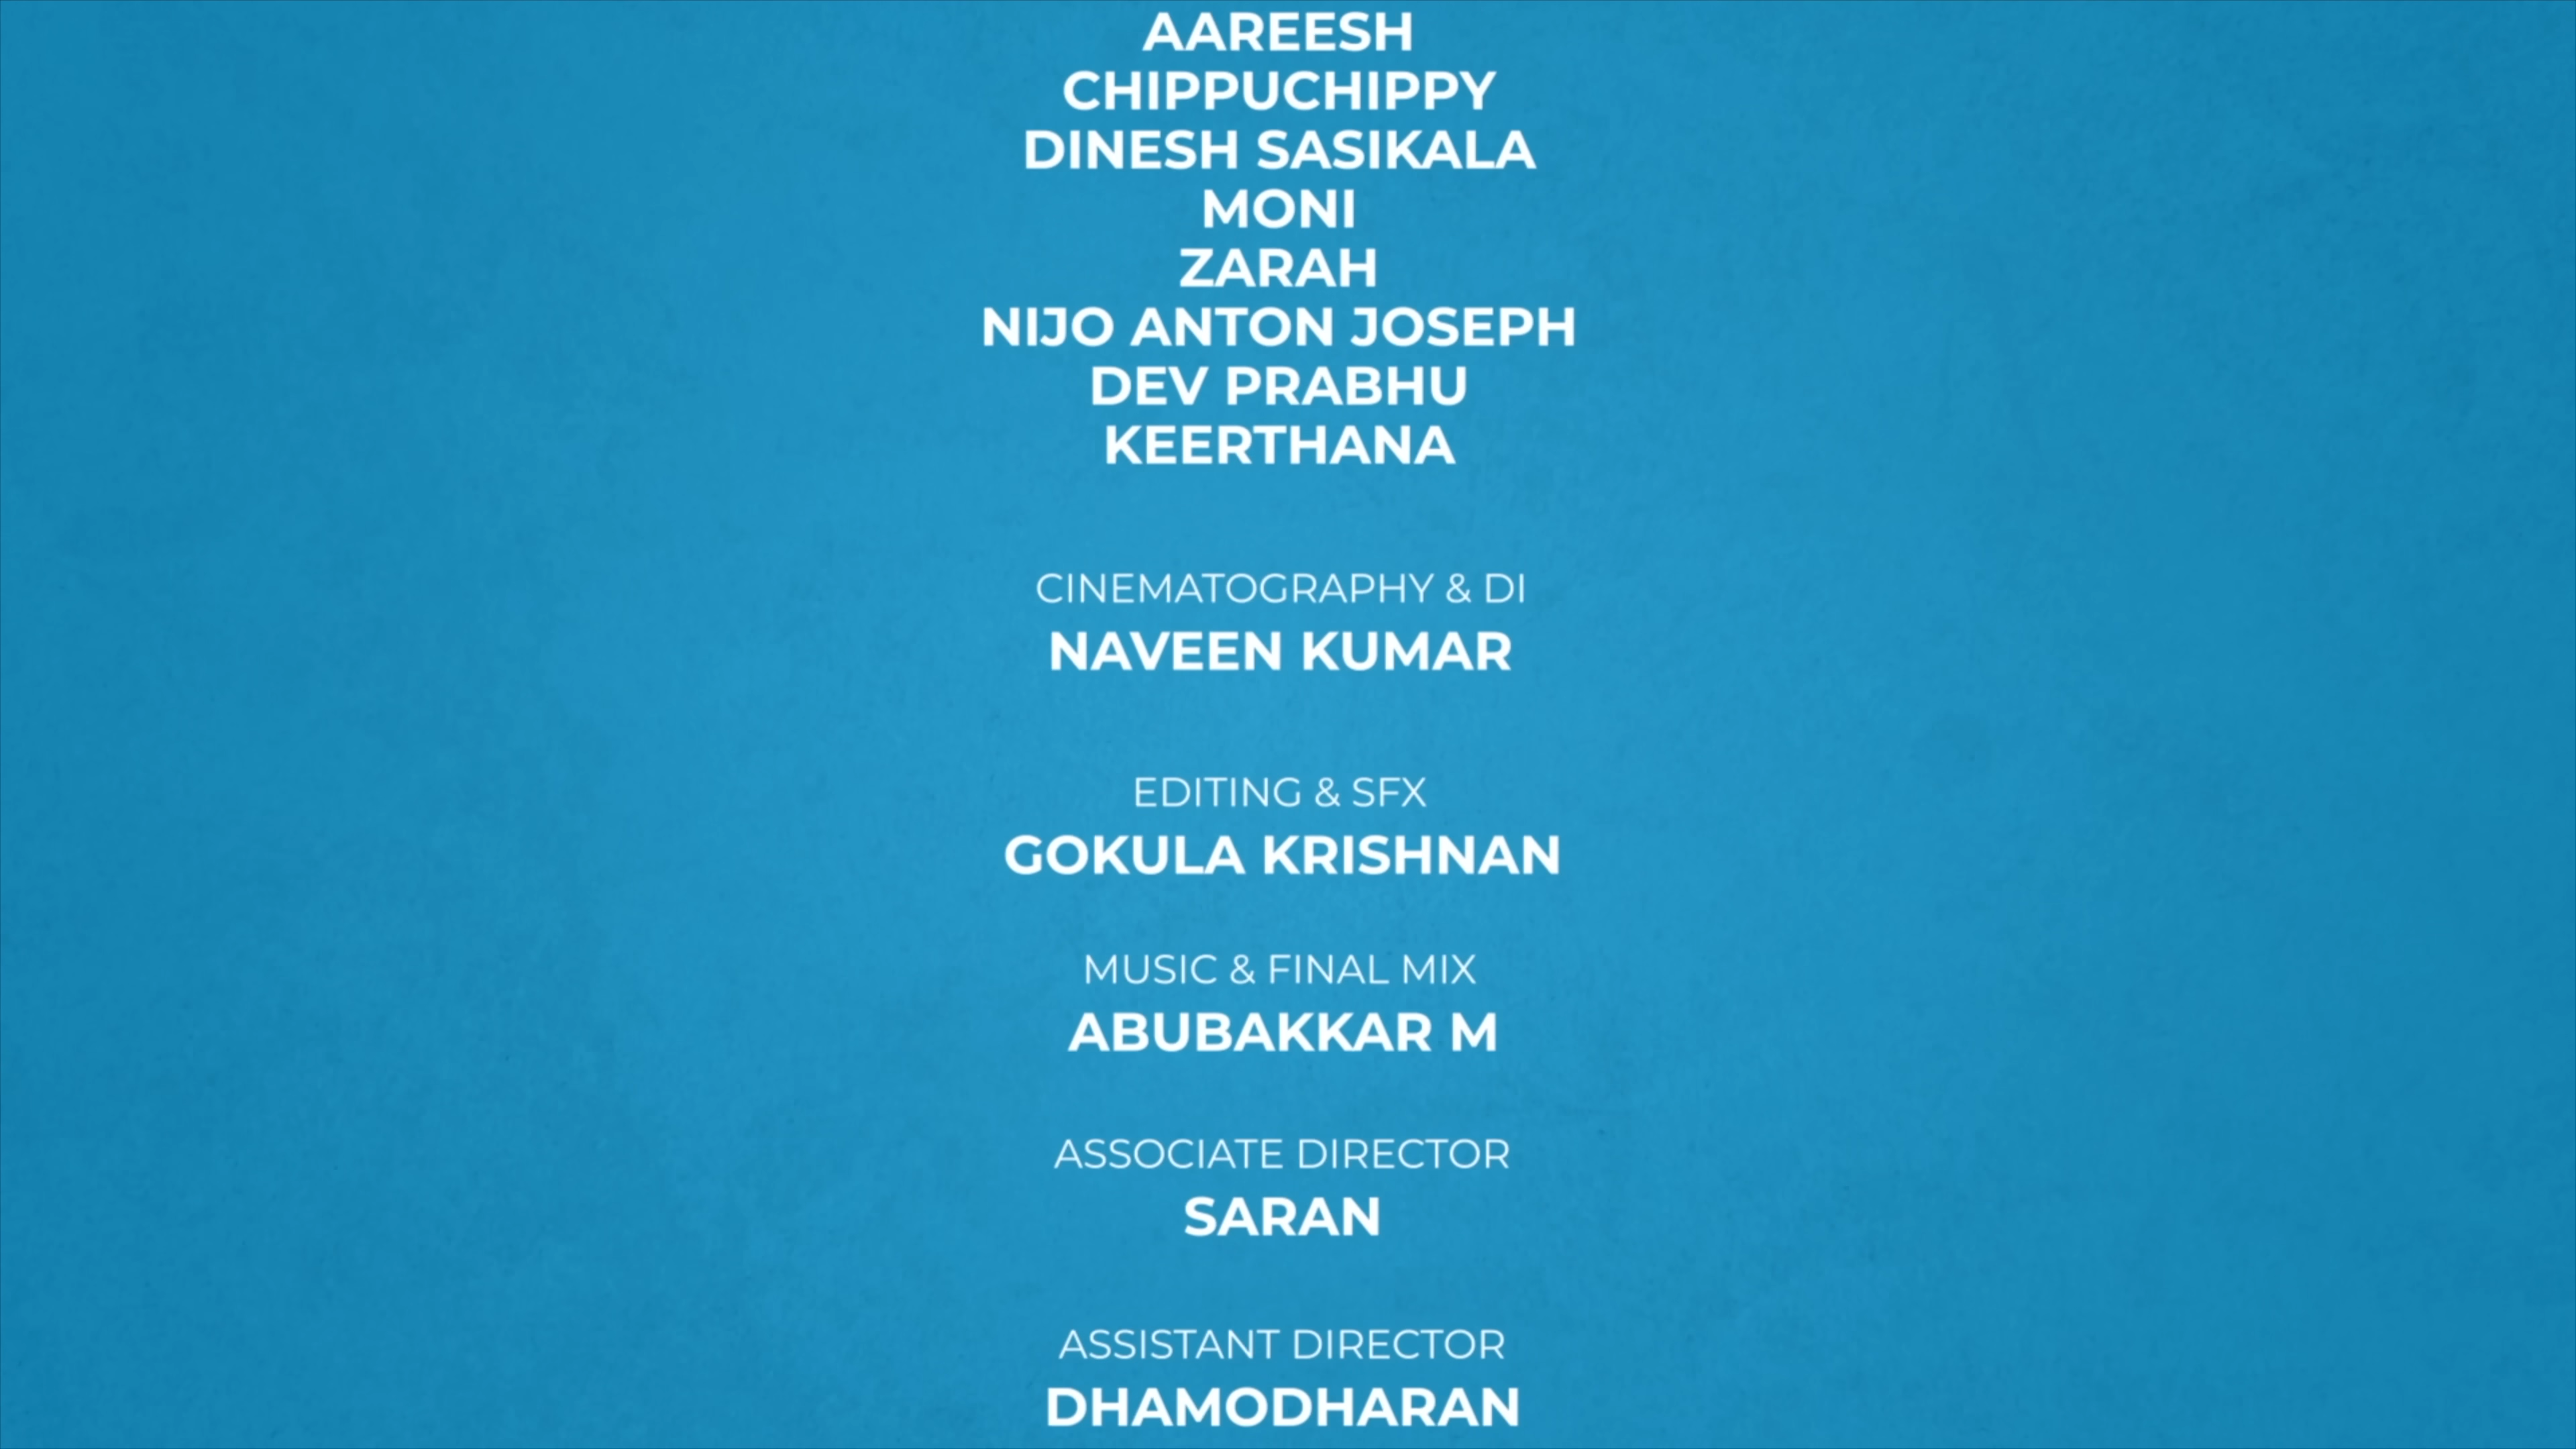 AAREESH
CHIPPUCHIPPY
DINESH SASIKALA
MONI
ZARAH
NIJO ANTON JOSEPH
DEV PRABHU
KEERTHANA
CINEMATOGRAPHY & DI
NAVEEN KUMAR
EDITING & SFX
GOKULA KRISHNAN
MUSIC & FINAL MIX
ABUBAKKAR M
ASSOCIATE DIRECTOR
SARAN
ASSISTANT DIRECTOR
DHAMODHARAN